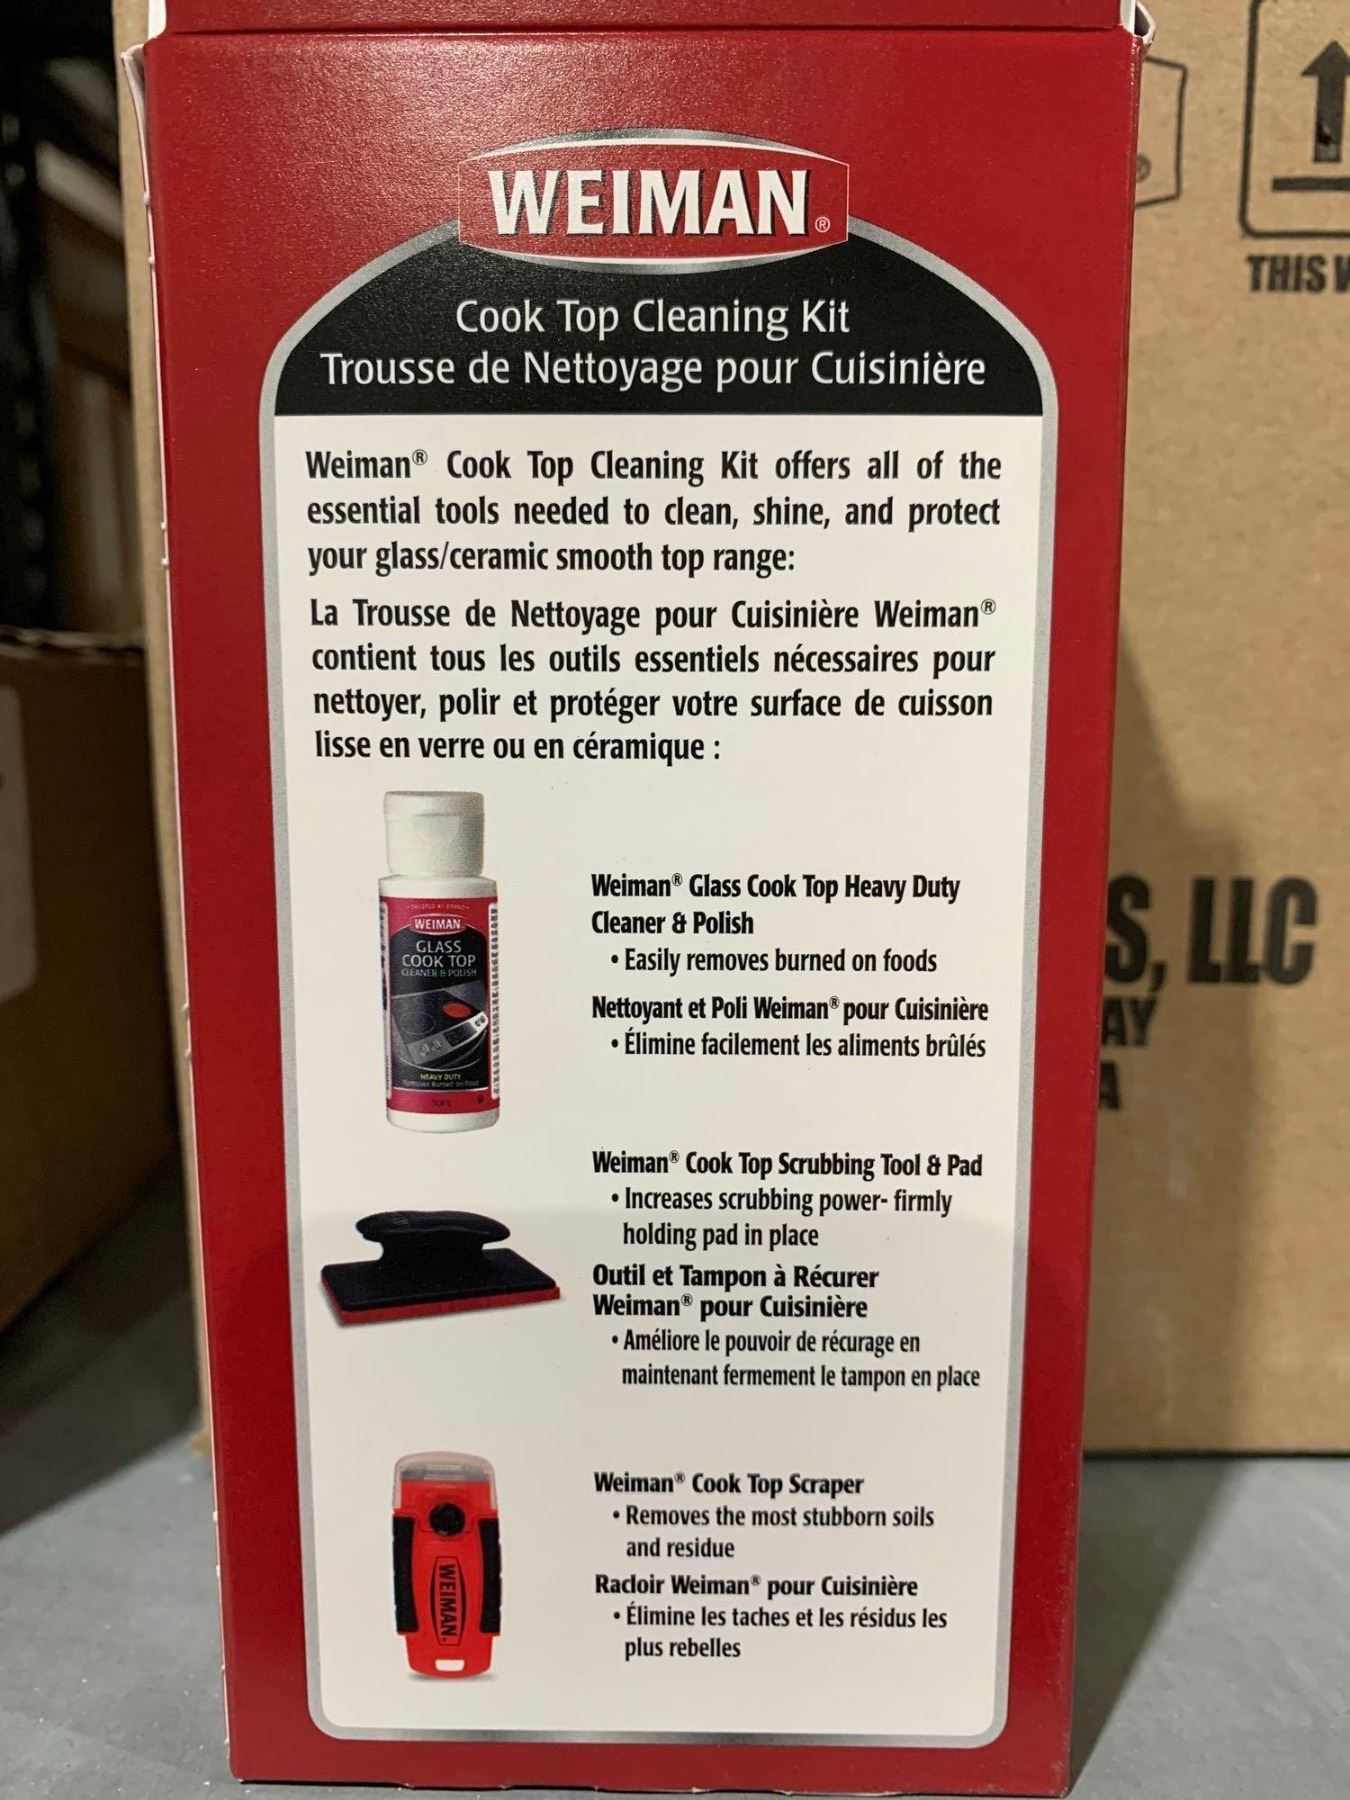 WEIMAN®
Cook Top Cleaning Kit
Trousse de Nettoyage pour Cuisinière
Weiman® Cook Top Cleaning Kit offers all of the
essential tools needed to clean, shine, and protect
your glass/ceramic smooth top range:
La Trousse de Nettoyage pour Cuisinière Weiman®
contient tous les outils essentiels nécessaires pour
nettoyer, polir et protéger votre surface de cuisson
lisse en verre ou en céramique :
WEIMAN
GLASS
COOK TOP
CLEANER & POLISH
HEAVY DUTY
Weiman® Glass Cook Top Heavy Duty
Cleaner & Polish
• Easily removes burned on foods
Nettoyant et Poli Weiman® pour Cuisinière
• Élimine facilement les aliments brûlés
Weiman® Cook Top Scrubbing Tool & Pad
• Increases scrubbing power- firmly
holding pad in place
Outil et Tampon à Récurer
Weiman® pour Cuisinière
• Améliore le pouvoir de récurage en
maintenant fermement le tampon en place
WEIMAN
Weiman® Cook Top Scraper
• Removes the most stubborn soils
and residue
Racloir Weiman® pour Cuisinière
• Élimine les taches et les résidus les
plus rebelles
THIS
S, LLC
AY
A